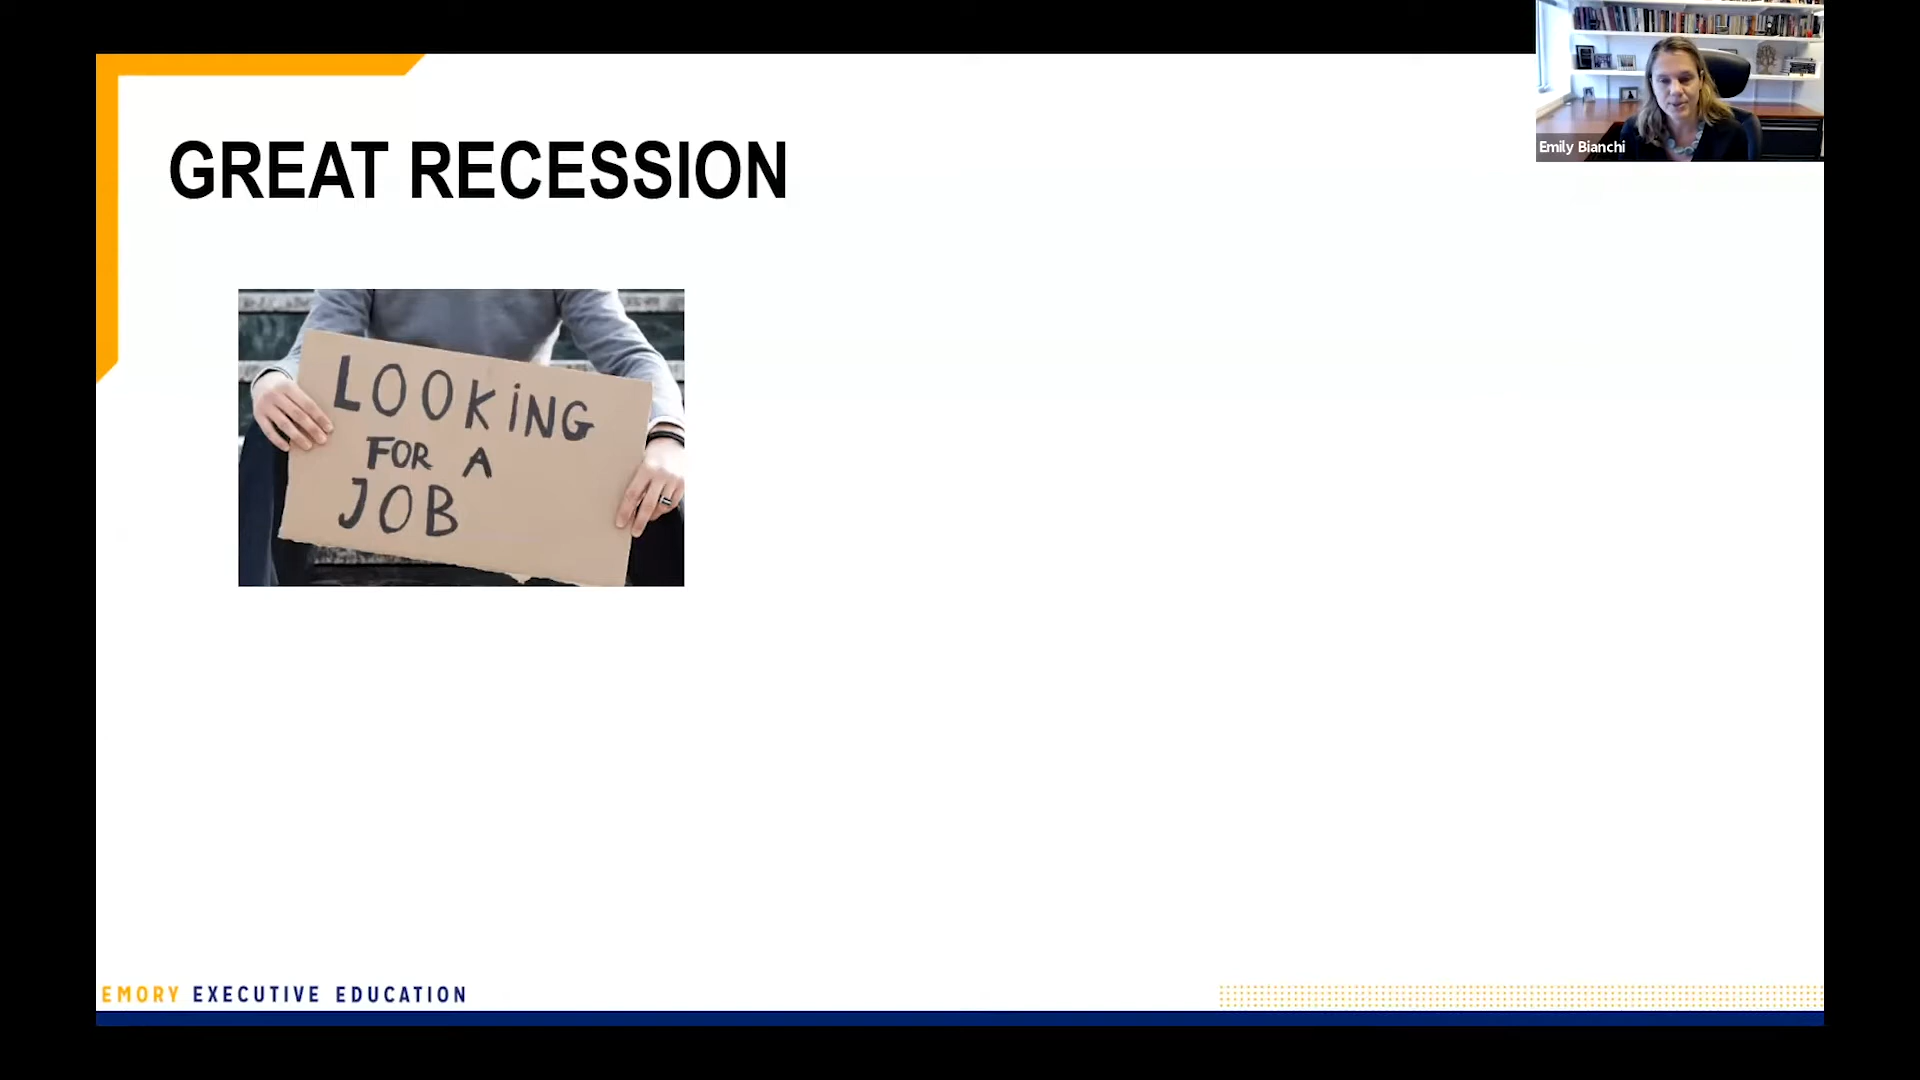 Emily Bianchi
GREAT RECESSION
LOOKiNG
FOR A
JOB
EMORY EXECUTIVE EDUCATION